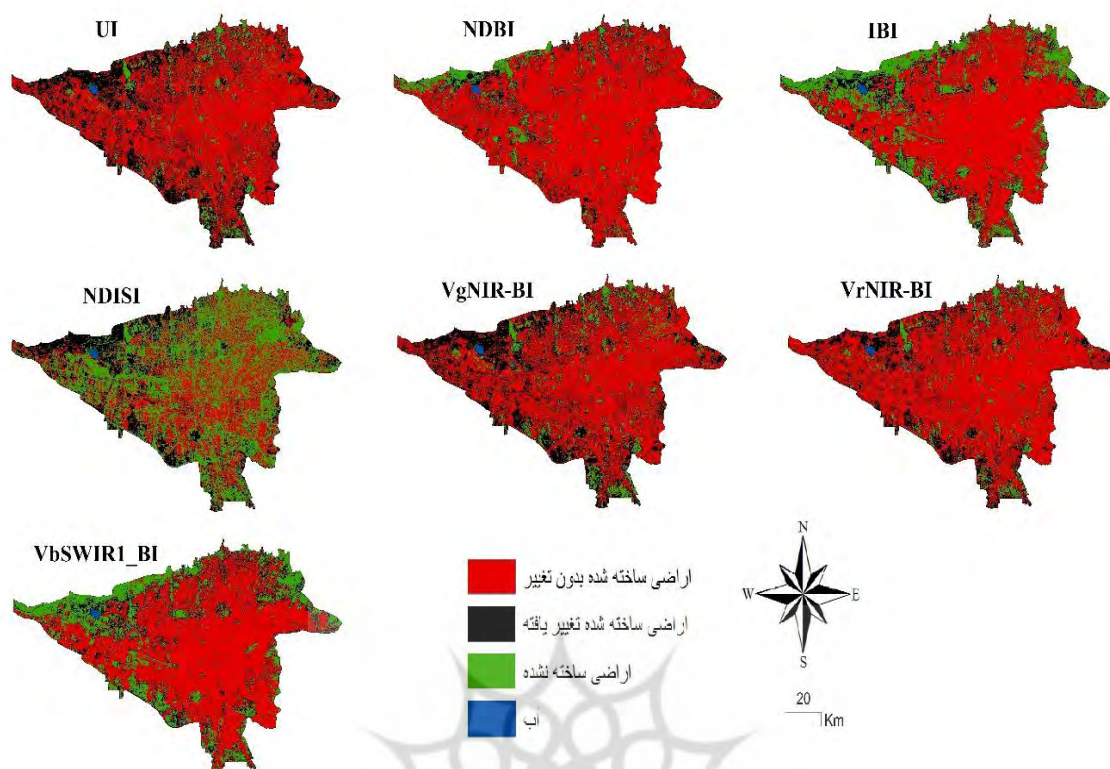 UI
NDBI
IBI
NDISI
VgNIR-BI
VrNIR-BI
VbSWIR1_BI
اراضی ساخته شده بدون تغییر
اراضی ساخته شده تغییر یافته
اراضی ساخته نشده
آب
N
W
E
S
20
Km